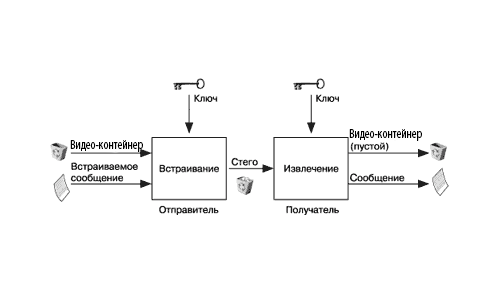 Ключ
Ключ
Видео-контейнер
Встраиваемое
сообщение
Встраивание
Стего
Извлечение
Видео-контейнер
(пустой)
Сообщение
Отправитель
Получатель